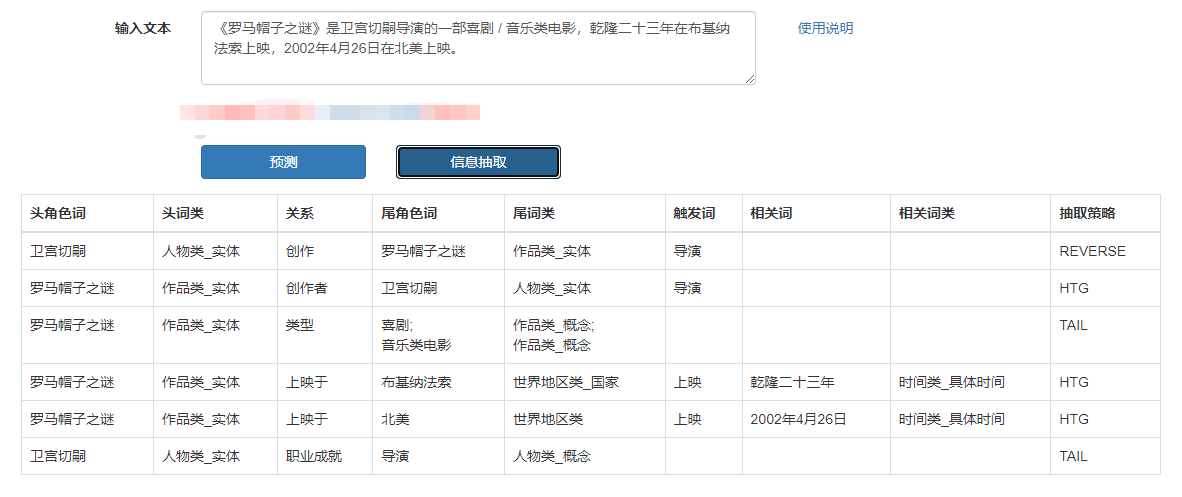 输入文本
《罗马帽子之谜》是卫宫切嗣导演的一部喜剧 / 音乐类电影，乾隆二十三年在布基纳
法索上映，2002年4月26日在北美上映。
使用说明
预测
信息抽取
头角色词 头词类 关系 尾角色词 尾词类 触发词 相关词 相关词类 抽取策略
卫宫切嗣 人物类_实体 创作 罗马帽子之谜 作品类_实体 导演 REVERSE
罗马帽子之谜 作品类_实体 创作者 卫宫切嗣 人物类_实体 导演 HTG
罗马帽子之谜 作品类_实体 类型 喜剧; 作品类_概念; TAIL
音乐类电影 作品类_概念
罗马帽子之谜 作品类_实体 上映于 布基纳法索 世界地区类_国家 上映 乾隆二十三年 时间类_具体时间 HTG
罗马帽子之谜 作品类_实体 上映于 北美 世界地区类 上映 2002年4月26日 时间类_具体时间 HTG
卫宫切嗣 人物类_实体 职业成就 导演 人物类_概念 TAIL